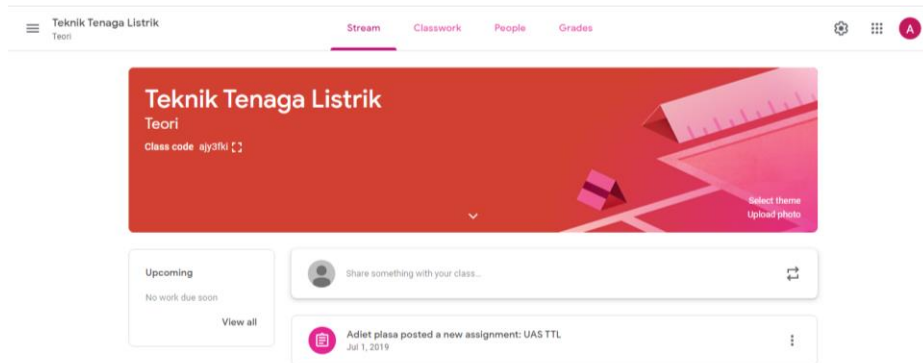 Teknik Tenaga Listrik
Teori
Stream Classwork People Grades
A
Teknik Tenaga Listrik
Teori
Class code ajy3fki
Select theme
Upload photo
Upcoming
No work due soon
View all
Share something with your class...
Adiet plasa posted a new assignment: UAS TTL
Jul 1, 2019